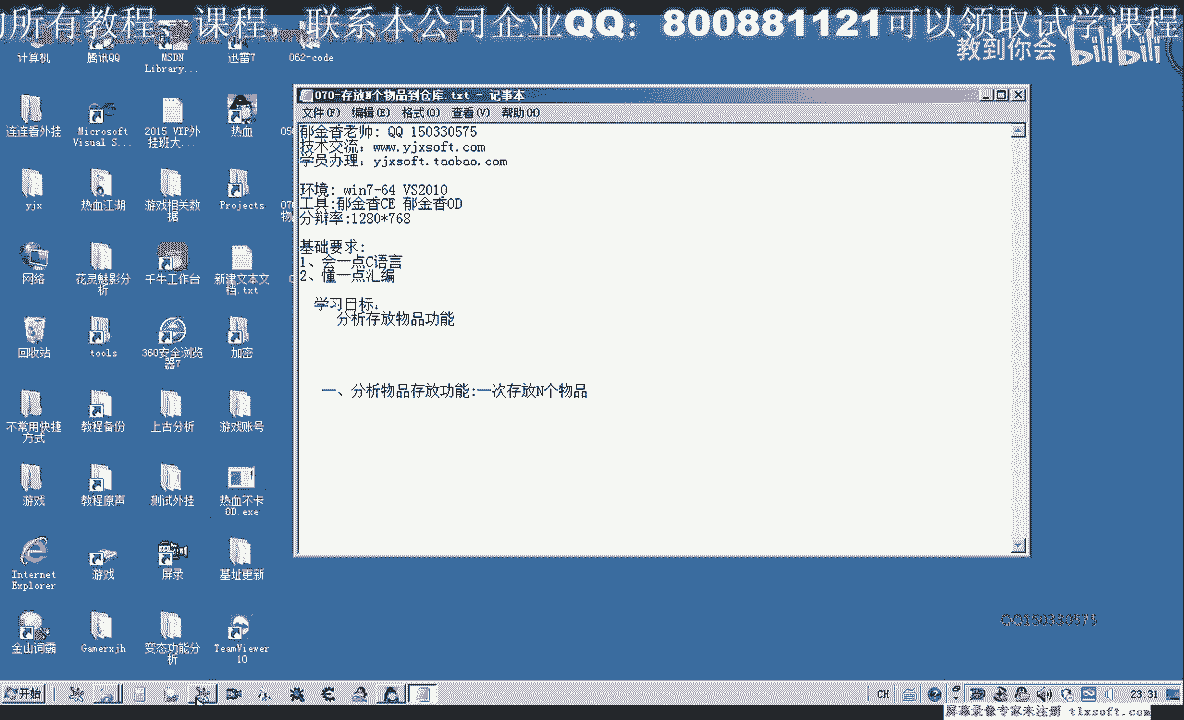 所有教程、课程，联系本公司企业QQ：800881121可以领取试学课程
教到你会 bilibili
计算机
腾讯QQ
MSDN Library...
迅雷7
062-code
连连看外挂
Microsoft Visual S...
2015 VIP外挂班大...
热血
yjx
热血江湖
游戏相关数据
Projects
网络
花灵魅影分析
千牛工作台
新建文本文档.txt
回收站
tools
360安全浏览器7
加密
不常用快捷方式
教程备份
上古分析
游戏账号
游戏
教程原声
测试外挂
热血不卡OD.exe
Internet Explorer
游戏
屏录
基址更新
金山词霸
Gamerxjh
变态功能分析
TeamViewer 10
070-存放N个物品到仓库.txt - 记事本
文件(F) 编辑(E) 格式(O) 查看(V) 帮助(H)
郁金香老师: QQ 150330575
技术交流：www.yjxsoft.com
学员办理：yjxsoft.taobao.com
环境: win7-64 VS2010
工具:郁金香CE 郁金香OD
分辩率:1280*768
基础要求:
1、会一点C语言
2、懂一点汇编
学习目标：
分析存放物品功能
一、分析物品存放功能:一次存放N个物品
QQ150330575
开始
CH
23:31
屏幕录像专家未注册 tlxsoft.com